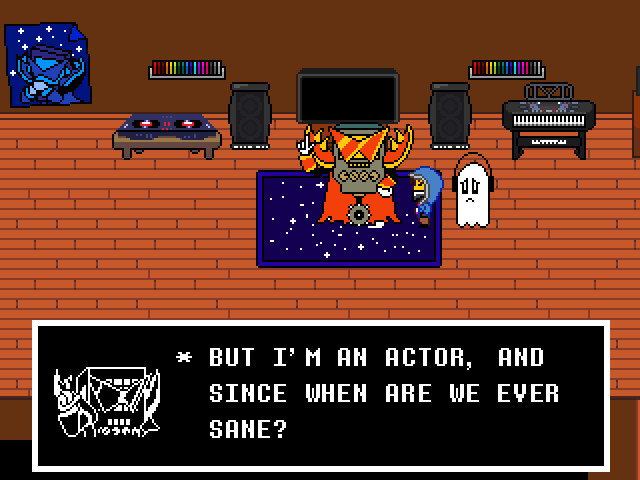 * BUT I'M AN ACTOR, AND
SINCE WHEN ARE WE EVER
SANE?